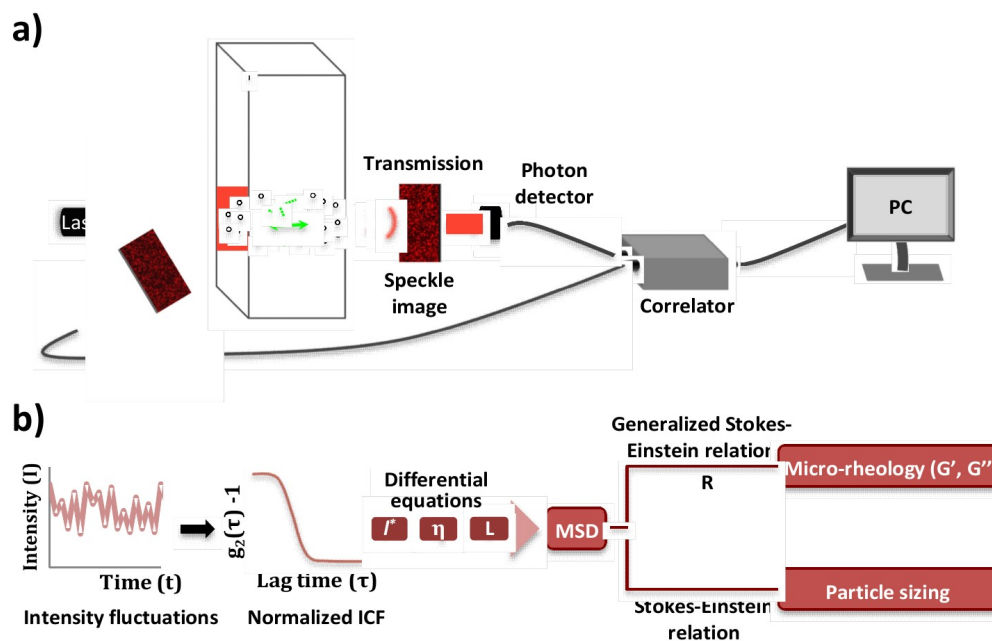 a)
Transmission
Photon
detector
Las
PC
Speckle
image
Correlator
b)
Generalized Stokes-
Einstein relation
R
Micro-rheology (G’, G’’
Differential
equations
l* η L
MSD
Intensity (I)
g₂(τ) -1
Time (t)
Lag time (τ)
Intensity fluctuations
Normalized ICF
Particle sizing
Stokes-Einstein
relation